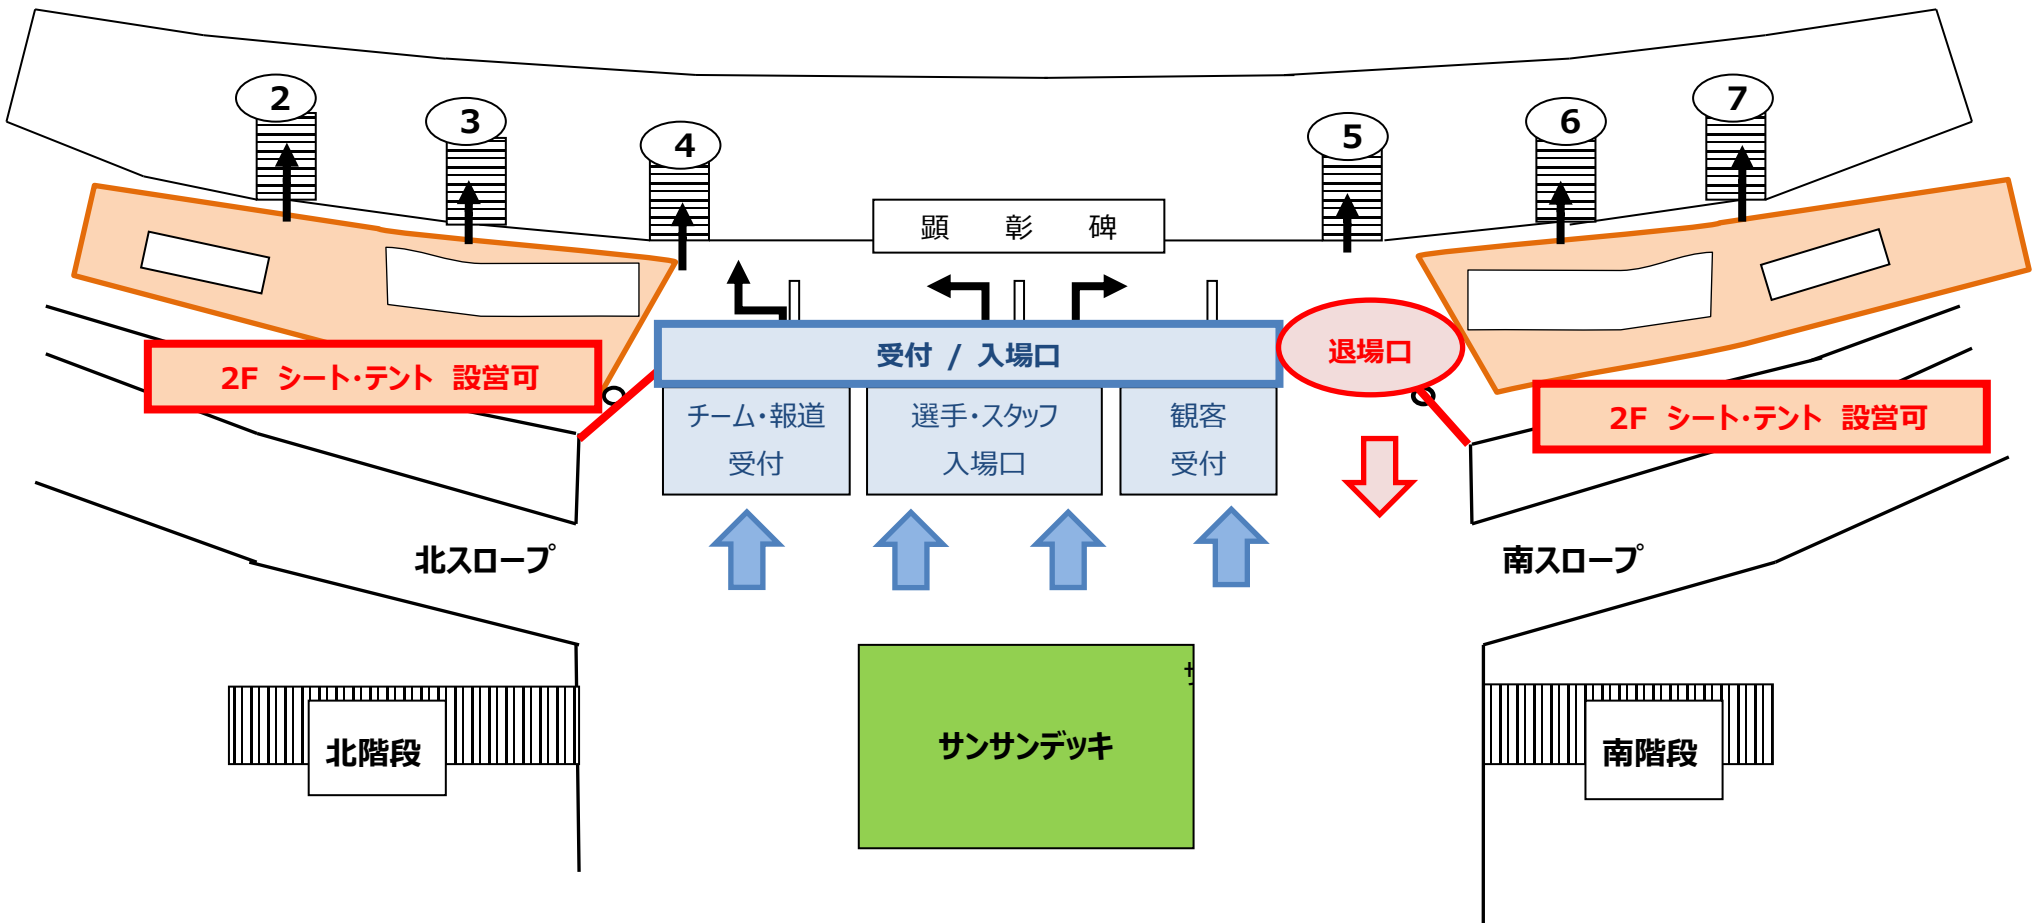 2
3
4
5
6
7
顕 彰 碑
受付 / 入場口
退場口
2F シート・テント 設営可
2F シート・テント 設営可
チーム・報道
受付
選手・スタッフ
入場口
観客
受付
北スロープ
南スロープ
サンサンデッキ
北階段
南階段